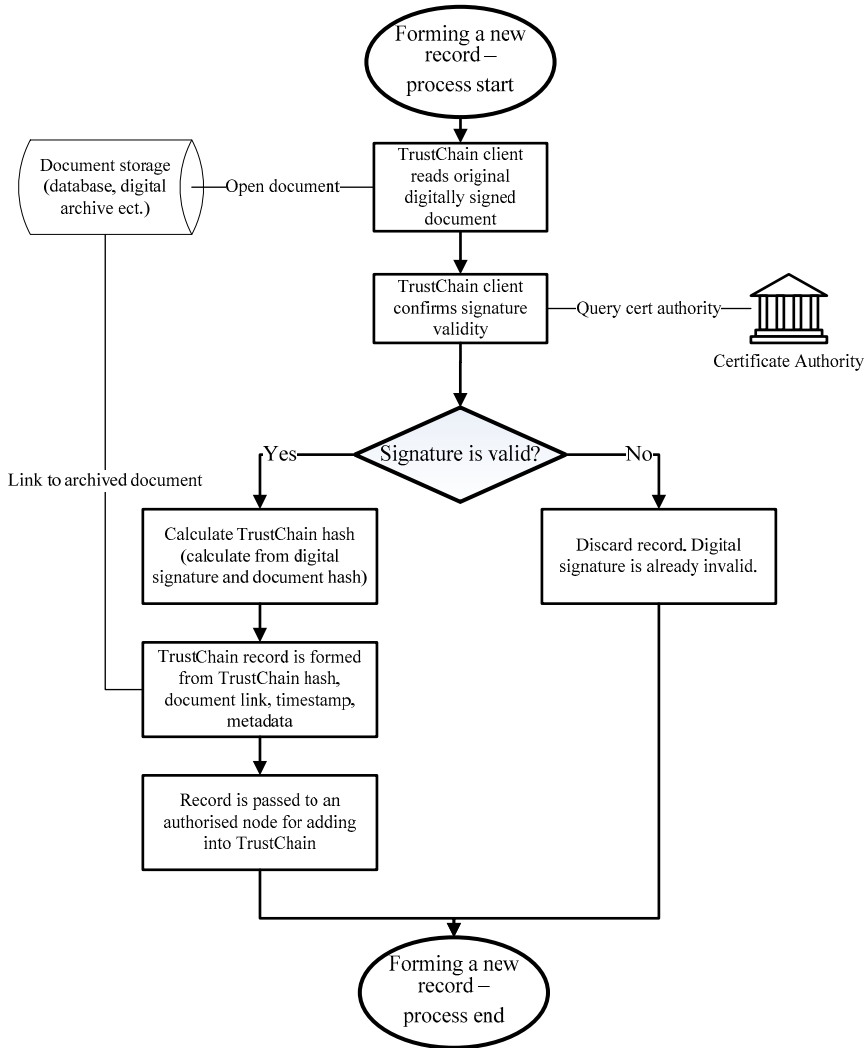 Forming a new
record –
process start
Document storage
(database, digital
archive ect.)
Open document
TrustChain client
reads original
digitally signed
document
TrustChain client
confirms signature
validity
Query cert authority
Certificate Authority
Signature is valid?
Yes
No
Link to archived document
Calculate TrustChain hash
(calculate from digital
signature and document hash)
Discard record. Digital
signature is already invalid.
TrustChain record is formed
from TrustChain hash,
document link, timestamp,
metadata
Record is passed to an
authorised node for adding
into TrustChain
Forming a new
record –
process end